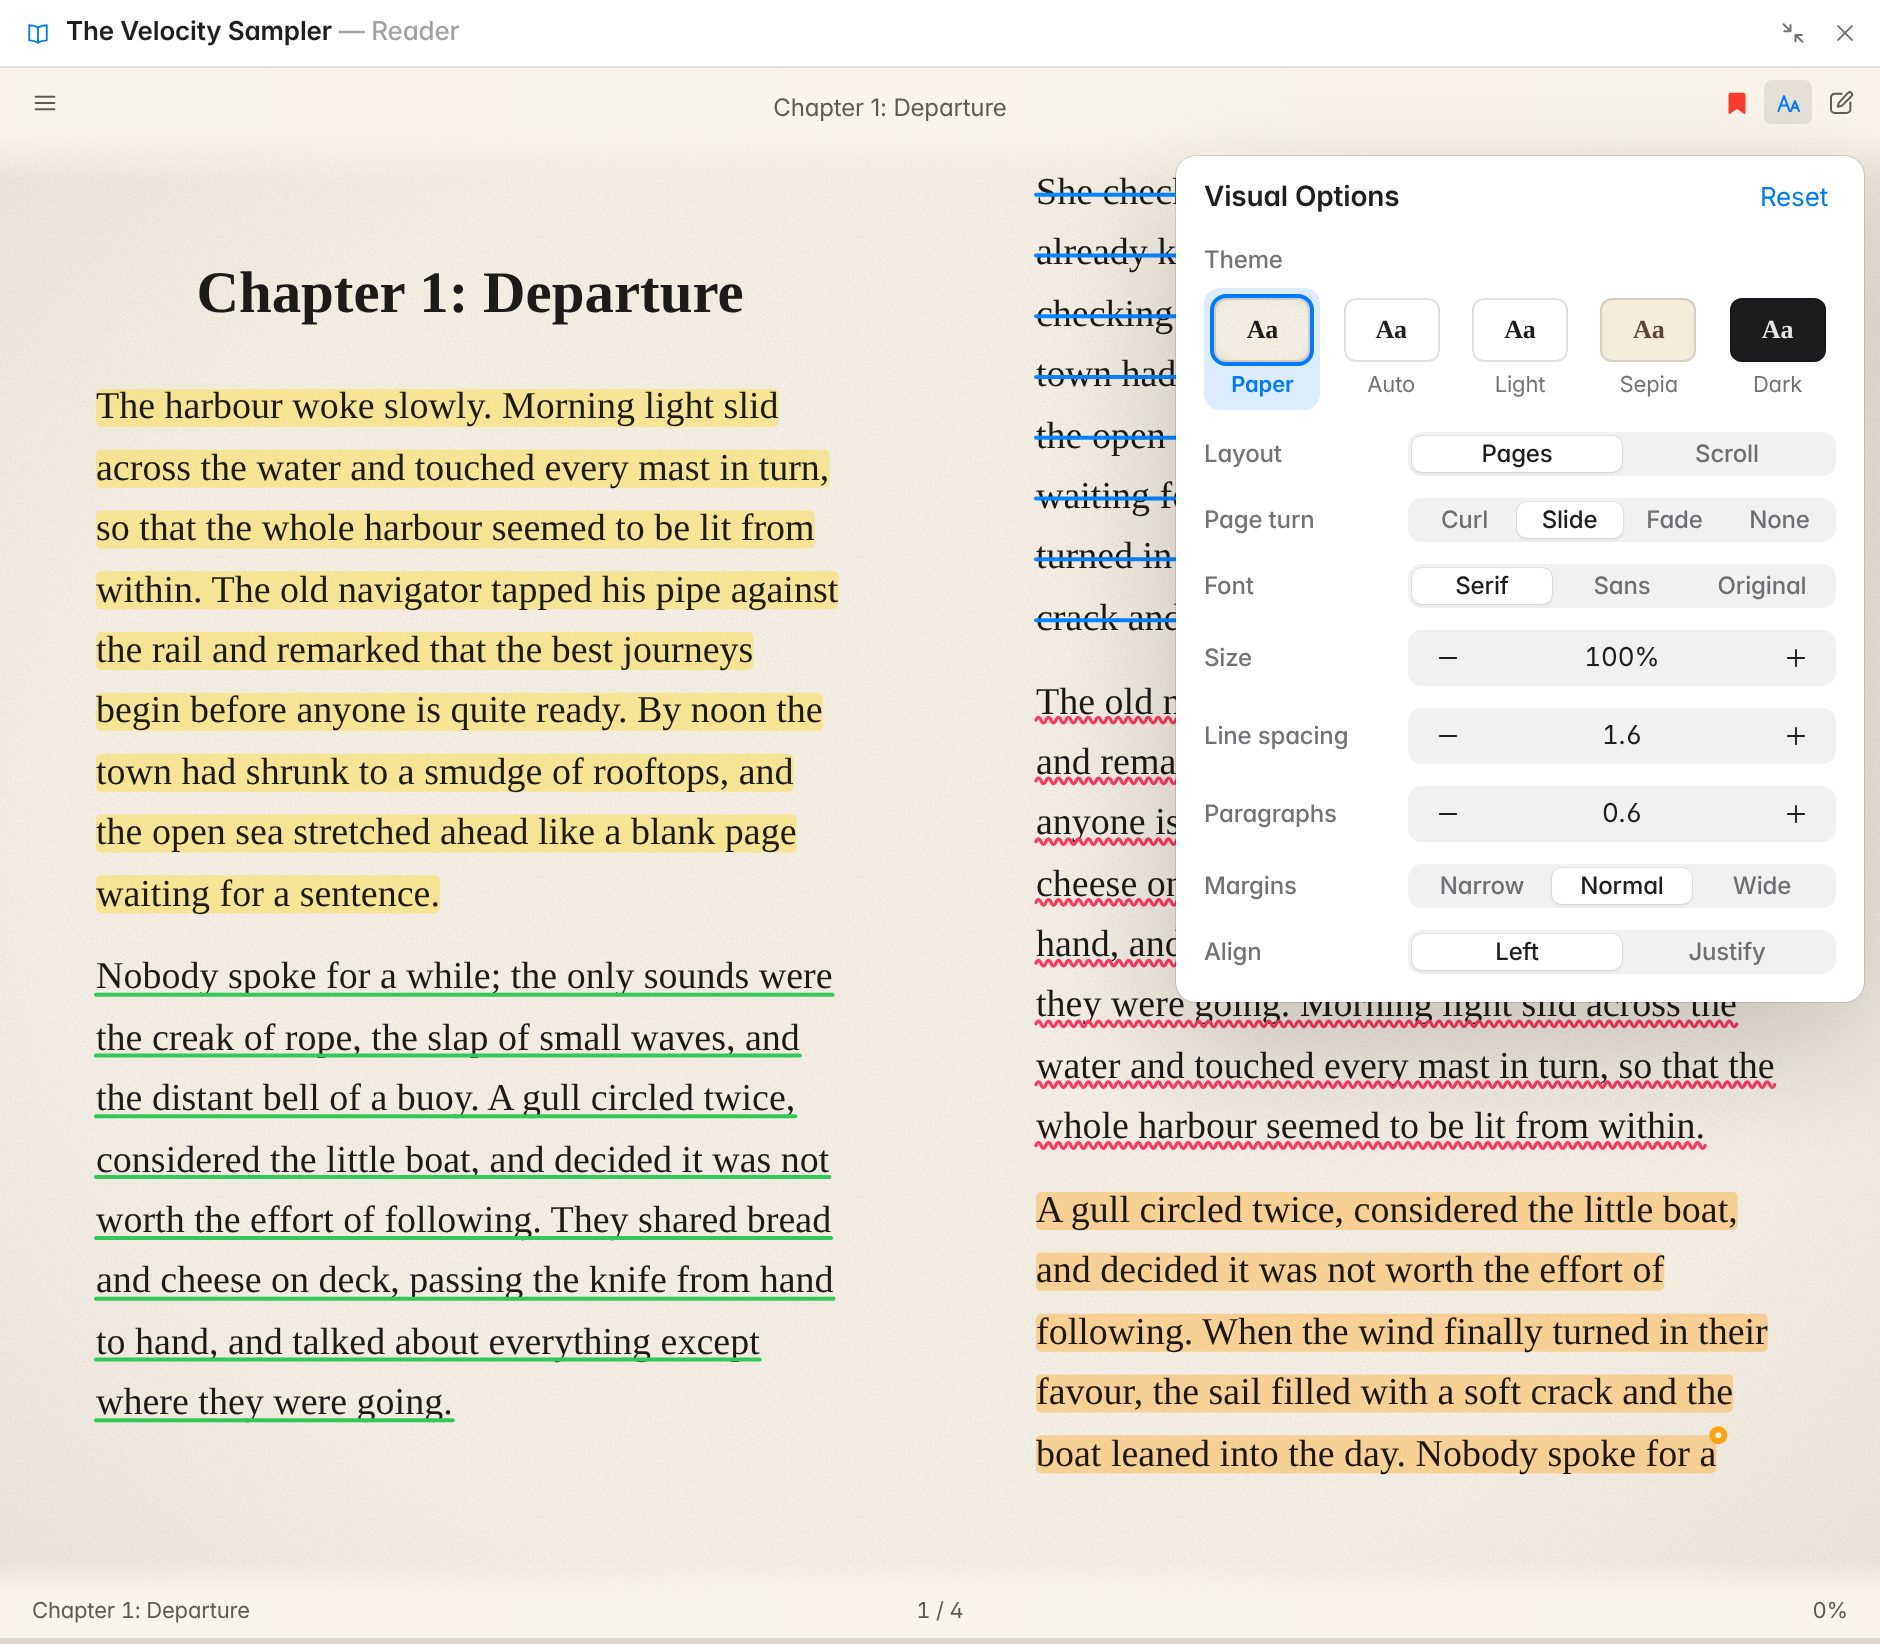 The Velocity Sampler — Reader
Chapter 1: Departure
AA
Chapter 1: Departure
The harbour woke slowly. Morning light slid
across the water and touched every mast in turn,
so that the whole harbour seemed to be lit from
within. The old navigator tapped his pipe against
the rail and remarked that the best journeys
begin before anyone is quite ready. By noon the
town had shrunk to a smudge of rooftops, and
the open sea stretched ahead like a blank page
waiting for a sentence.
Nobody spoke for a while; the only sounds were
the creak of rope, the slap of small waves, and
the distant bell of a buoy. A gull circled twice,
considered the little boat, and decided it was not
worth the effort of following. They shared bread
and cheese on deck, passing the knife from hand
to hand, and talked about everything except
where they were going.
She
already
checking
town had
the open
waiting
turned in
crack and
The old
and
anyone is
cheese on
hand, and
they were going. Morning light slid across the
water and touched every mast in turn, so that the
whole harbour seemed to be lit from within.
A gull circled twice, considered the little boat,
and decided it was not worth the effort of
following. When the wind finally turned in their
favour, the sail filled with a soft crack and the
boat leaned into the day. Nobody spoke for a
Visual Options
Reset
Theme
Aa Aa Aa Aa Aa
Paper Auto Light Sepia Dark
Layout Pages Scroll
Page turn Curl Slide Fade None
Font Serif Sans Original
Size − 100% +
Line spacing − 1.6 +
Paragraphs − 0.6 +
Margins Narrow Normal Wide
Align Left Justify
Chapter 1: Departure
1 / 4
0%